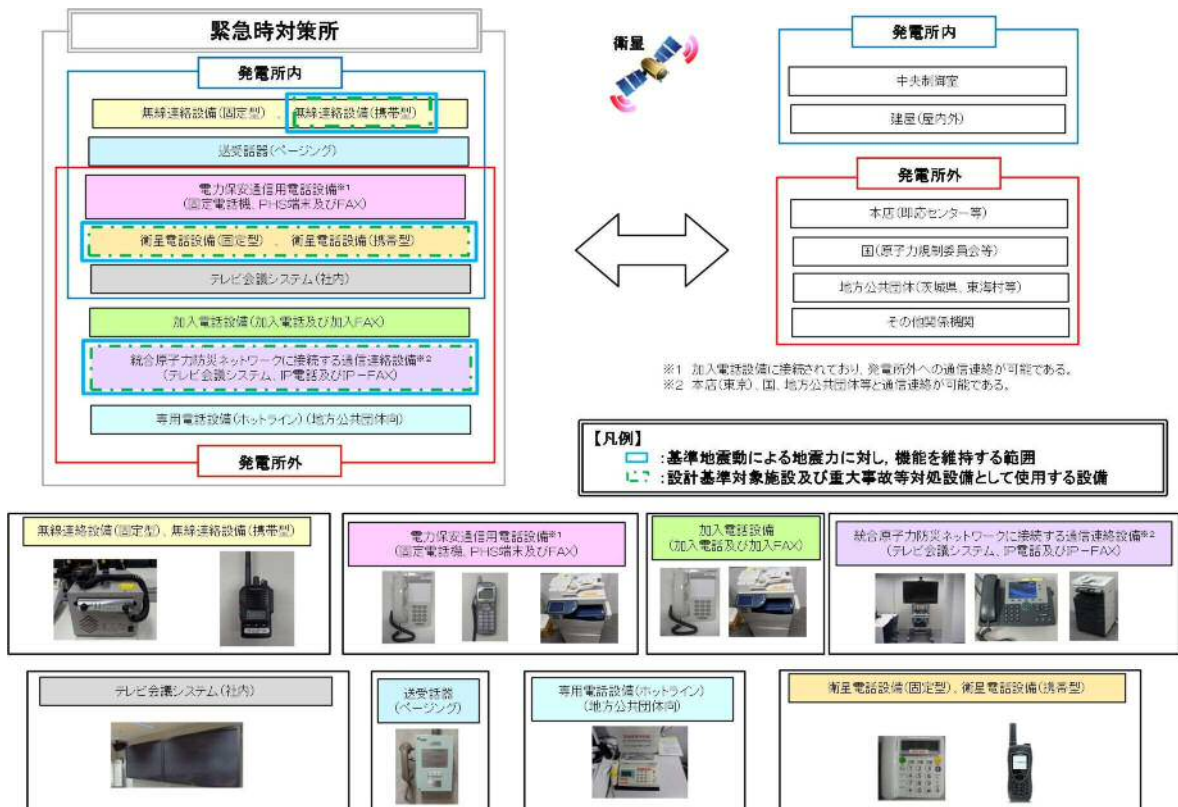 緊急時対策所
発電所内
無線連絡設備(固定型) 、 無線連絡設備(携帯型)
送受話器(ページング)
電力保安通信用電話設備※1
(固定電話機、PHS端末及びFAX)
衛星電話設備(固定型) 、 衛星電話設備(携帯型)
テレビ会議システム(社内)
加入電話設備(加入電話及び加入FAX)
統合原子力防災ネットワークに接続する通信連絡設備※2
(テレビ会議システム、IP電話及びIP-FAX)
専用電話設備(ホットライン)(地方公共団体向)
発電所外
衛星
発電所内
中央制御室
建屋(屋内外)
発電所外
本店(即応センター等)
国(原子力規制委員会等)
地方公共団体(茨城県、東海村等)
その他関係機関
※1 加入電話設備に接続されており、発電所外への通信連絡が可能である。
※2 本店(東京)、国、地方公共団体等と通信連絡が可能である。
【凡例】
:基準地震動による地震力に対し,機能を維持する範囲
:設計基準対象施設及び重大事故等対処設備として使用する設備
無線連絡設備(固定型)、無線連絡設備(携帯型)
電力保安通信用電話設備※1
(固定電話機、PHS端末及びFAX)
加入電話設備
(加入電話及び加入FAX)
統合原子力防災ネットワークに接続する通信連絡設備※2
(テレビ会議システム、IP電話及びIP-FAX)
テレビ会議システム(社内)
送受話器
(ページング)
専用電話設備(ホットライン)
(地方公共団体向)
衛星電話設備(固定型)、衛星電話設備(携帯型)